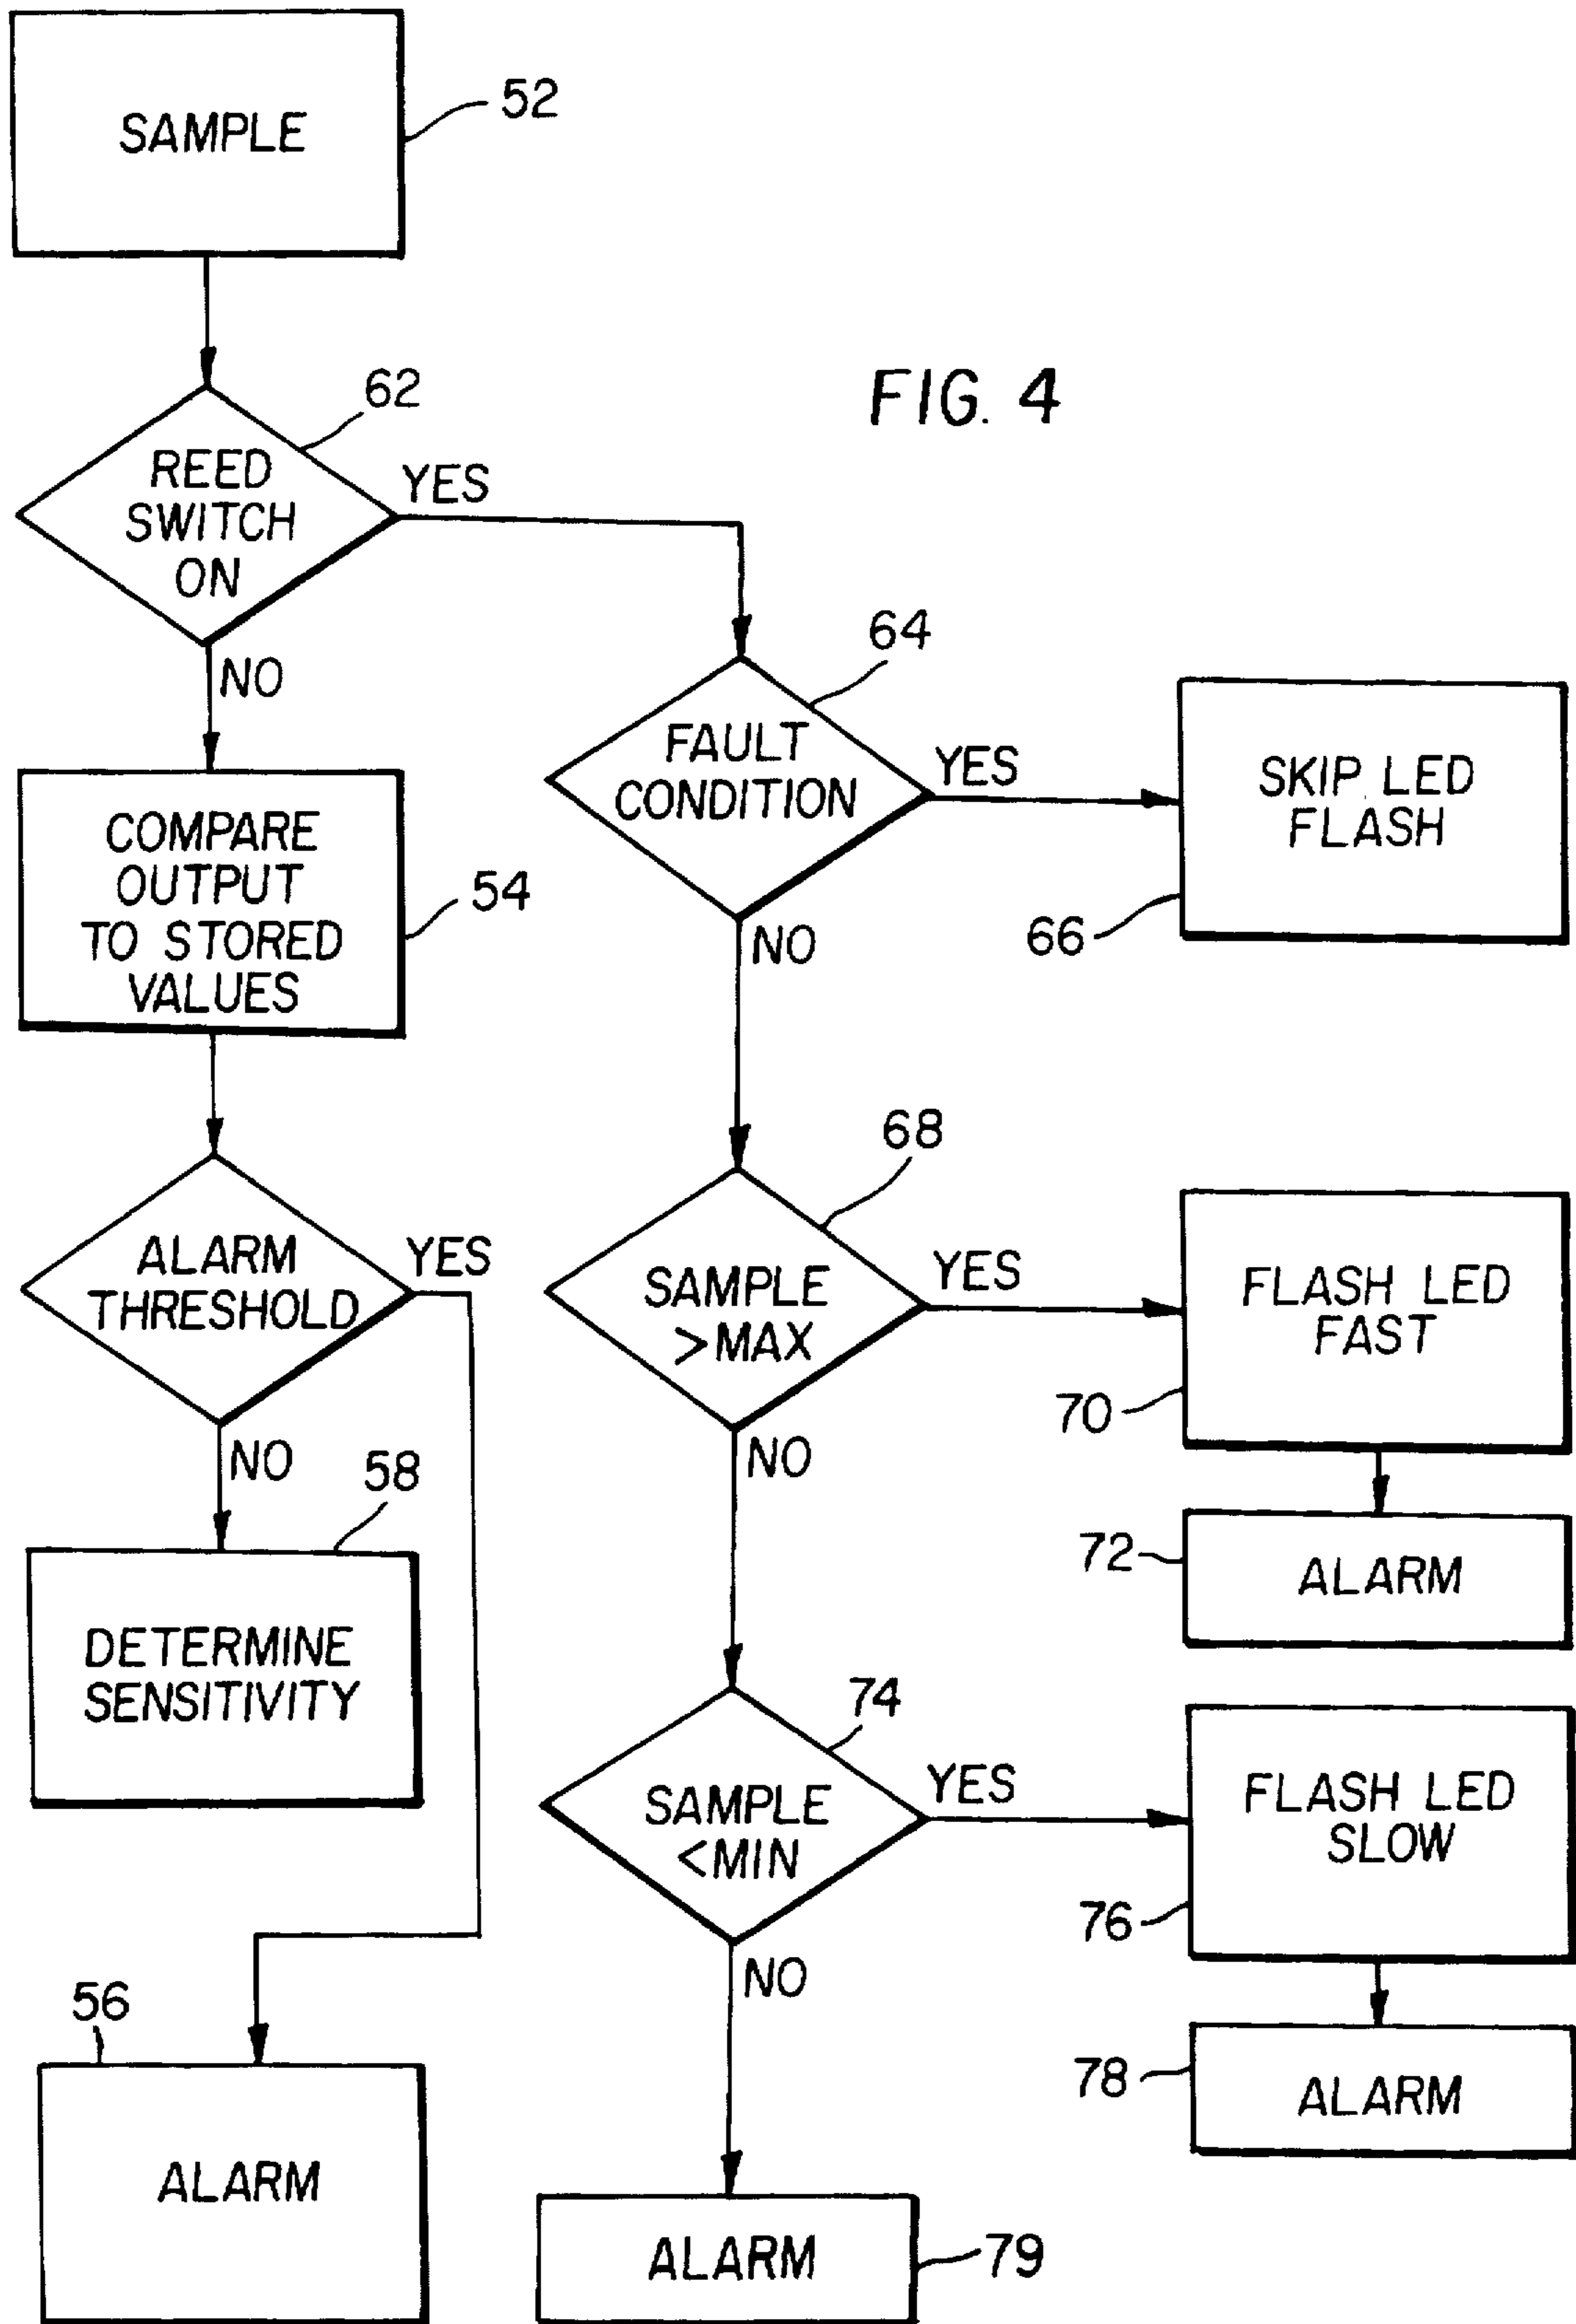 SAMPLE
52
FIG. 4
62
REED
SWITCH
ON
YES
NO
64
FAULT
CONDITION
YES
NO
SKIP LED
FLASH
66
COMPARE
OUTPUT
TO STORED
VALUES
54
ALARM
THRESHOLD
YES
NO
68
SAMPLE
>MAX
YES
NO
FLASH LED
FAST
70
72
ALARM
58
DETERMINE
SENSITIVITY
74
SAMPLE
<MIN
YES
NO
FLASH LED
SLOW
76
78
ALARM
56
ALARM
ALARM
79